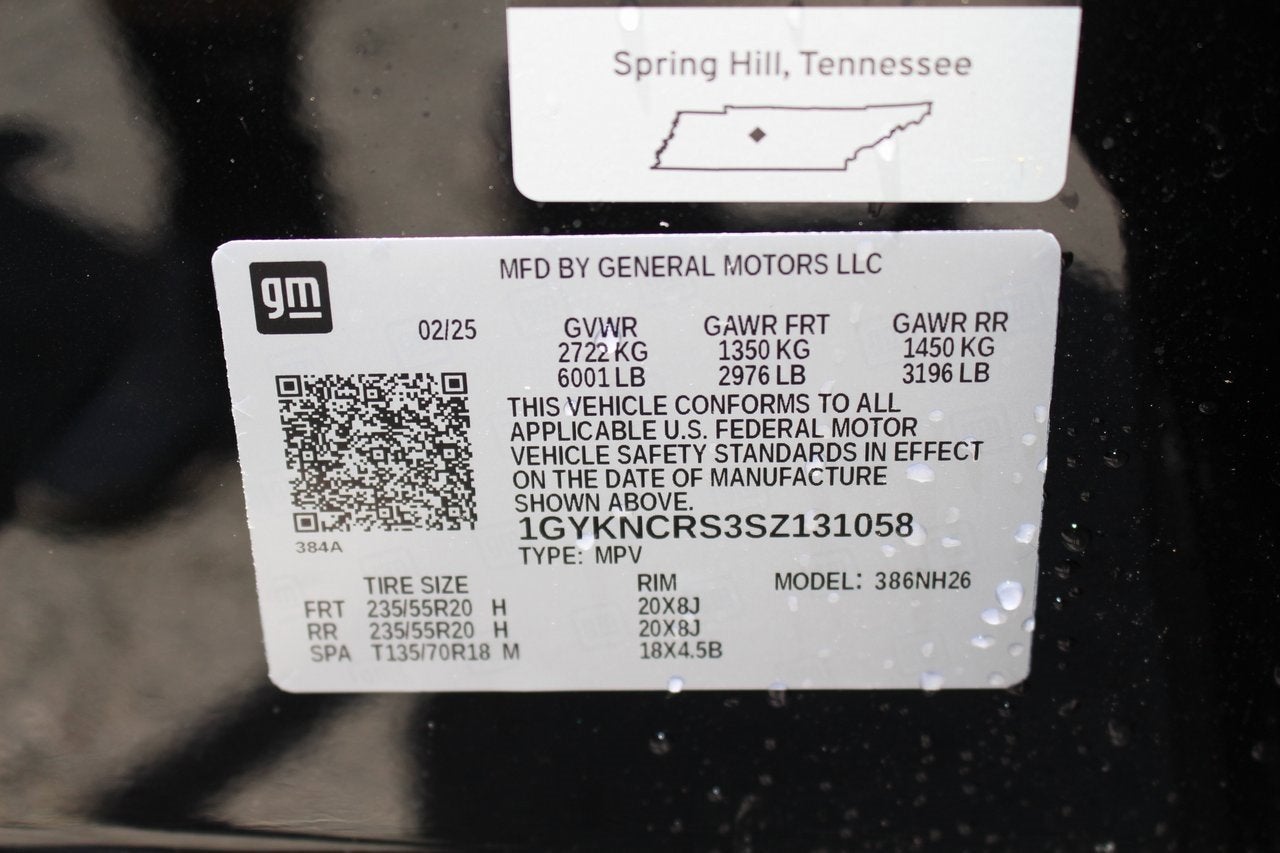 Spring Hill, Tennessee
gm
MFD BY GENERAL MOTORS LLC
02/25
GVWR GAWR FRT GAWR RR
2722 KG 1350 KG 1450 KG
6001 LB 2976 LB 3196 LB
THIS VEHICLE CONFORMS TO ALL
APPLICABLE U.S. FEDERAL MOTOR
VEHICLE SAFETY STANDARDS IN EFFECT
ON THE DATE OF MANUFACTURE
SHOWN ABOVE.
1GYKNCRS3SZ131058
384A
TYPE: MPV
TIRE SIZE RIM MODEL: 386NH26
FRT 235/55R20 H 20X8J
RR 235/55R20 H 20X8J
SPA T135/70R18 M 18X4.5B